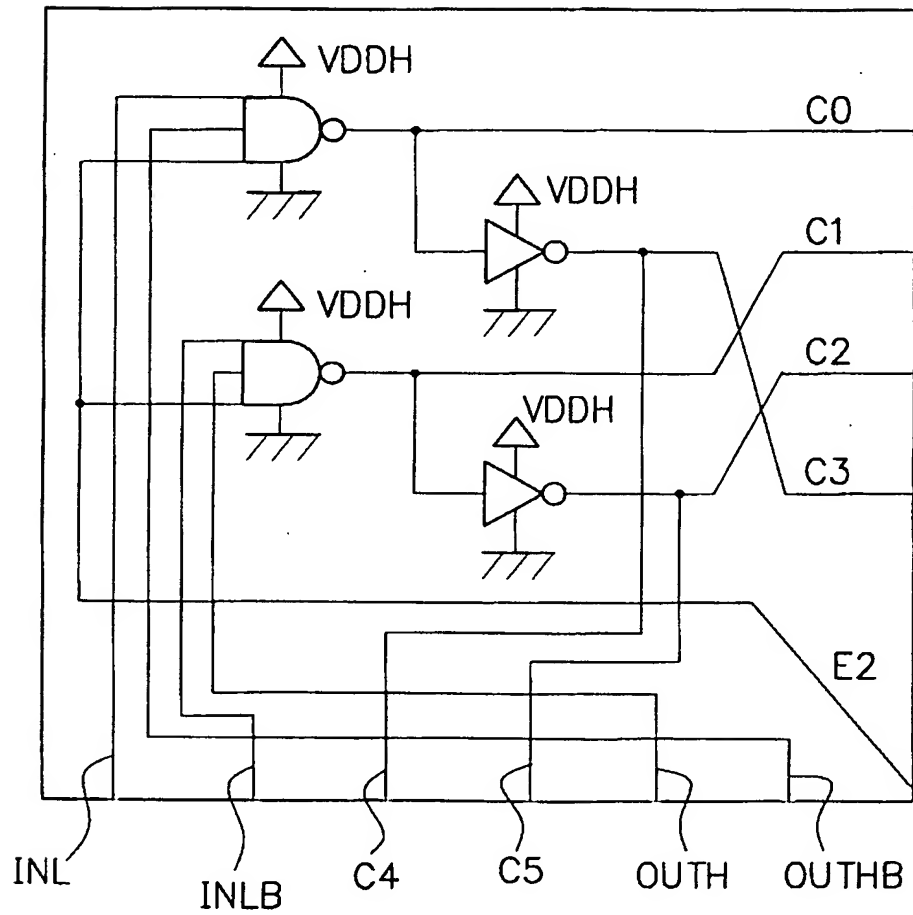 VDDH
C0
VDDH
C1
VDDH
C2
VDDH
C3
E2
INL
INLB
C4
C5
OUTH
OUTHB